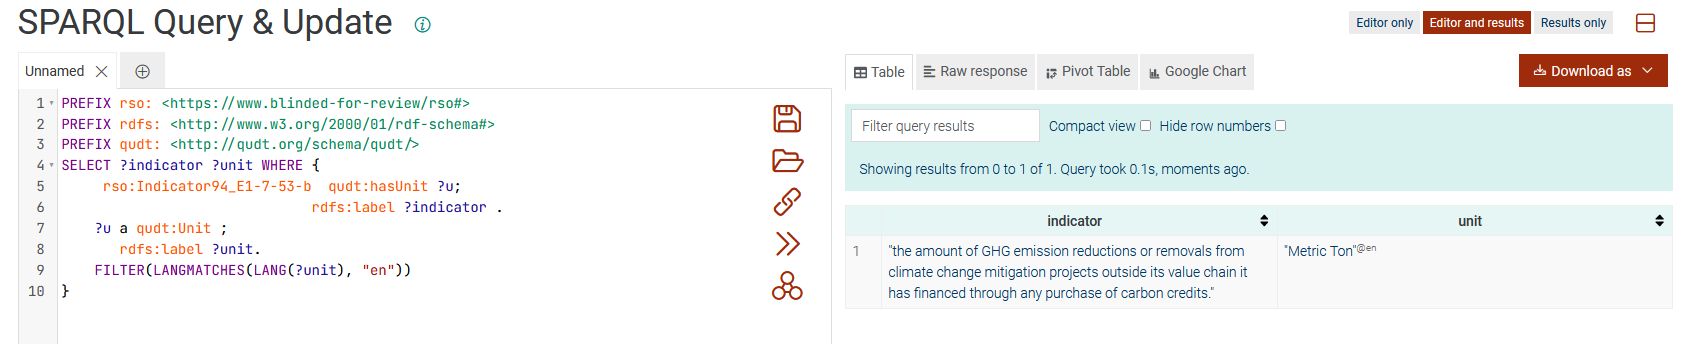 SPARQL Query & Update
Editor only
Editor and results
Results only
Unnamed
1 PREFIX rso: <https://www.blinded-for-review/rso#>
2 PREFIX rdfs: <http://www.w3.org/2000/01/rdf-schema#>
3 PREFIX qudt: <http://qudt.org/schema/qudt/>
4 SELECT ?indicator ?unit WHERE {
5 rso:Indicator94_E1-7-53-b qudt:hasUnit ?u;
6 rdfs:label ?indicator .
7 ?u a qudt:Unit ;
8 rdfs:label ?unit.
9 FILTER(LANGMATCHES(LANG(?unit), "en"))
10 }
Table
Raw response
Pivot Table
Google Chart
Download as
Filter query results
Compact view
Hide row numbers
Showing results from 0 to 1 of 1. Query took 0.1s, moments ago.
indicator
unit
1
"the amount of GHG emission reductions or removals from
climate change mitigation projects outside its value chain it
has financed through any purchase of carbon credits."
"Metric Ton"@en